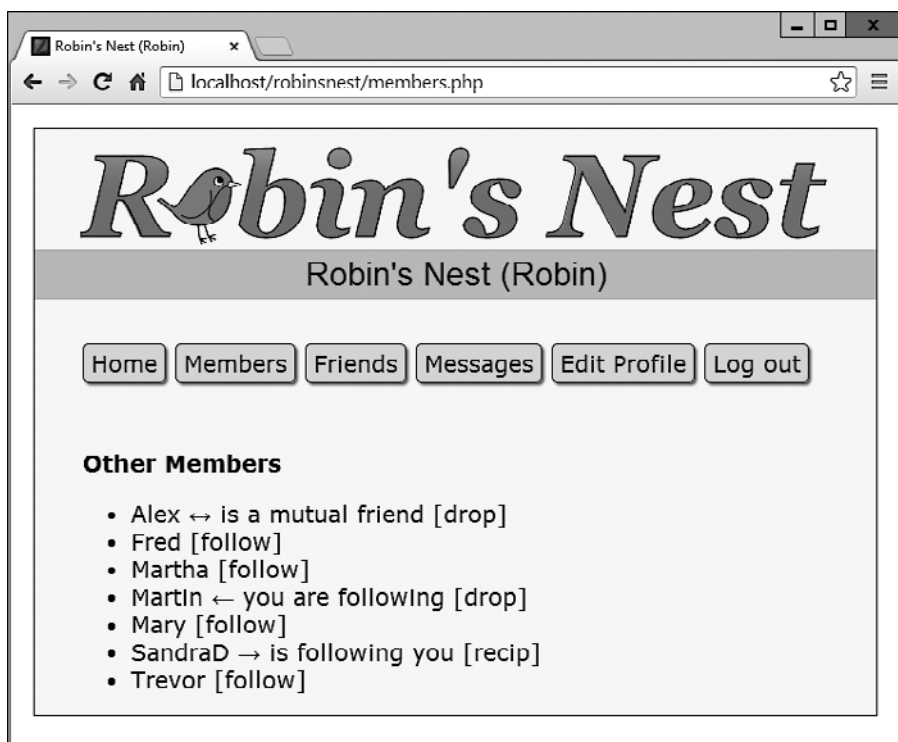 Robin's Nest (Robin)
localhost/robinsnest/members.php
Robin's Nest
Robin's Nest (Robin)
Home Members Friends Messages Edit Profile Log out
Other Members
• Alex ↔ is a mutual friend [drop]
• Fred [follow]
• Martha [follow]
• Martin ← you are following [drop]
• Mary [follow]
• SandraD → is following you [recip]
• Trevor [follow]